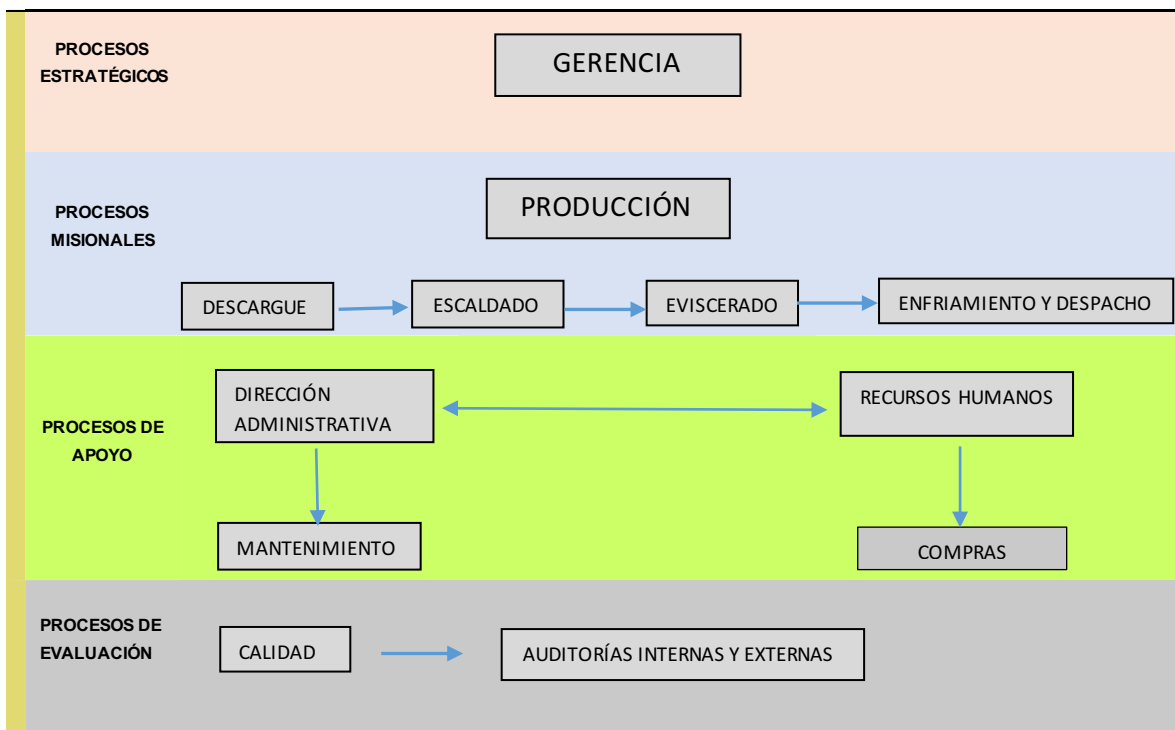 PROCESOS
ESTRATÉGICOS
GERENCIA
PROCESOS
MISIONALES
PRODUCCIÓN
DESCARGUE
ESCALDADO
EVISCERADO
ENFRIAMIENTO Y DESPACHO
PROCESOS DE
APOYO
DIRECCIÓN
ADMINISTRATIVA
RECURSOS HUMANOS
MANTENIMIENTO
COMPRAS
PROCESOS DE
EVALUACIÓN
CALIDAD
AUDITORÍAS INTERNAS Y EXTERNAS